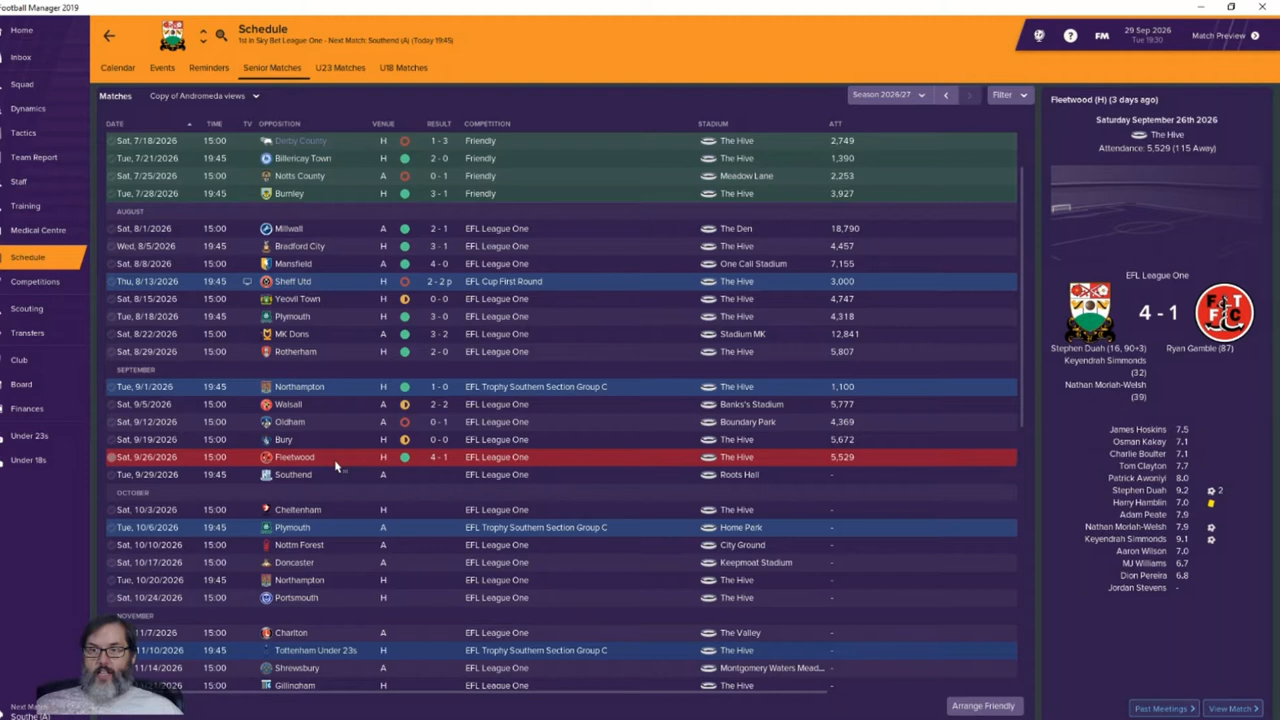 Football Manager 2019
Home
Inbox
Squad
Dynamics
Tactics
Team Report
Staff
Training
Medical Centre
Schedule
Competitions
Scouting
Transfers
Club
Board
Finances
Under 23s
Under 18s
Next Match
Southe (A)
Schedule
1st in Sky Bet League One - Next Match: Southend (A) (Today 19:45)
FM
29 Sep 2026
Tue 19:30
Match Preview
Calendar Events Reminders Senior Matches U23 Matches U18 Matches
Matches Copy of Andromeda views Season 2026/27 Filter
DATE TIME TV OPPOSITION VENUE RESULT COMPETITION STADIUM ATT
Sat, 7/18/2026 15:00 Derby County H 1 - 3 Friendly The Hive 2,749
Tue, 7/21/2026 19:45 Billericay Town H 2 - 0 Friendly The Hive 1,390
Sat, 7/25/2026 15:00 Notts County A 0 - 1 Friendly Meadow Lane 2,253
Tue, 7/28/2026 19:45 Burnley H 3 - 1 Friendly The Hive 3,927
AUGUST
Sat, 8/1/2026 15:00 Millwall A 2 - 1 EFL League One The Den 18,790
Wed, 8/5/2026 19:45 Bradford City H 3 - 1 EFL League One The Hive 4,457
Sat, 8/8/2026 15:00 Mansfield A 4 - 0 EFL League One One Call Stadium 7,155
Thu, 8/13/2026 19:45 Sheff Utd H 2 - 2 p EFL Cup First Round The Hive 3,000
Sat, 8/15/2026 15:00 Yeovil Town H 0 - 0 EFL League One The Hive 4,747
Tue, 8/18/2026 19:45 Plymouth H 3 - 0 EFL League One The Hive 4,318
Sat, 8/22/2026 15:00 MK Dons A 3 - 2 EFL League One Stadium MK 12,841
Sat, 8/29/2026 15:00 Rotherham H 2 - 0 EFL League One The Hive 5,807
SEPTEMBER
Tue, 9/1/2026 19:45 Northampton H 1 - 0 EFL Trophy Southern Section Group C The Hive 1,100
Sat, 9/5/2026 15:00 Walsall A 2 - 2 EFL League One Banks's Stadium 5,777
Sat, 9/12/2026 15:00 Oldham A 0 - 1 EFL League One Boundary Park 4,369
Sat, 9/19/2026 15:00 Bury H 0 - 0 EFL League One The Hive 5,672
Sat, 9/26/2026 15:00 Fleetwood H 4 - 1 EFL League One The Hive 5,529
Tue, 9/29/2026 19:45 Southend A EFL League One Roots Hall
OCTOBER
Sat, 10/3/2026 15:00 Cheltenham H EFL League One The Hive -
Tue, 10/6/2026 19:45 Plymouth A EFL Trophy Southern Section Group C Home Park -
Sat, 10/10/2026 15:00 Nottm Forest A EFL League One City Ground -
Sat, 10/17/2026 15:00 Doncaster A EFL League One Keepmoat Stadium -
Tue, 10/20/2026 19:45 Northampton H EFL League One The Hive -
Sat, 10/24/2026 15:00 Portsmouth H EFL League One The Hive -
NOVEMBER
11/7/2026 15:00 Charlton A EFL League One The Valley -
11/10/2026 19:45 Tottenham Under 23s H EFL Trophy Southern Section Group C The Hive -
11/14/2026 15:00 Shrewsbury A EFL League One Montgomery Waters Mead... -
15:00 Gillingham H EFL League One The Hive -
Arrange Friendly
Fleetwood (H) (3 days ago)
Saturday September 26th 2026
The Hive
Attendance: 5,529 (115 Away)
EFL League One
4 - 1
Stephen Duah (16, 90+3) Ryan Gamble (87)
Keyendrah Simmonds
(32)
Nathan Moriah-Welsh
(39)
James Hoskins 7.5
Osman Kakay 7.1
Charlie Boulter 7.1
Tom Clayton 7.7
Patrick Awoniyi 8.0
Stephen Duah 9.2 2
Harry Hamblin 7.0
Adam Peate 7.9
Nathan Moriah-Welsh 7.9
Keyendrah Simmonds 9.1
Aaron Wilson 7.0
MJ Williams 6.7
Dion Pereira 6.8
Jordan Stevens -
Past Meetings View Match